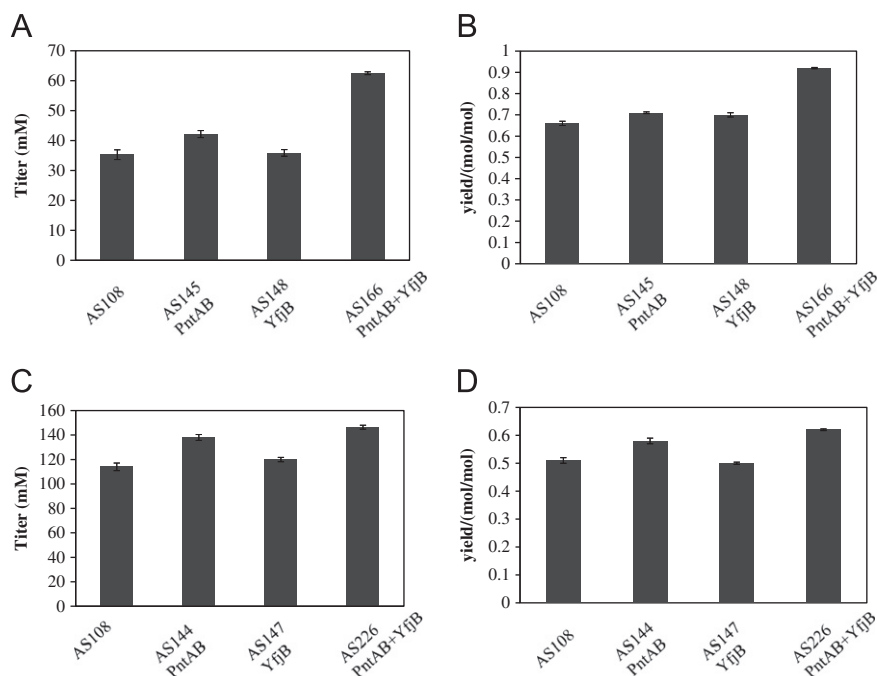 A
70
60
50
40
30
20
10
0
Titer (mM)
AS108
AS145
PntAB
AS148
YfjB
AS166
PntAB+YfjB
B
1
0.9
0.8
0.7
0.6
0.5
0.4
0.3
0.2
0.1
0
yield/(mol/mol)
AS108
AS145
PntAB
AS148
YfjB
AS166
PntAB+YfjB
C
160
140
120
100
80
60
40
20
0
Titer (mM)
AS108
AS144
PntAB
AS147
YfjB
AS226
PntAB+YfjB
D
0.7
0.6
0.5
0.4
0.3
0.2
0.1
0
yield/(mol/mol)
AS108
AS144
PntAB
AS147
YfjB
AS226
PntAB+YfjB